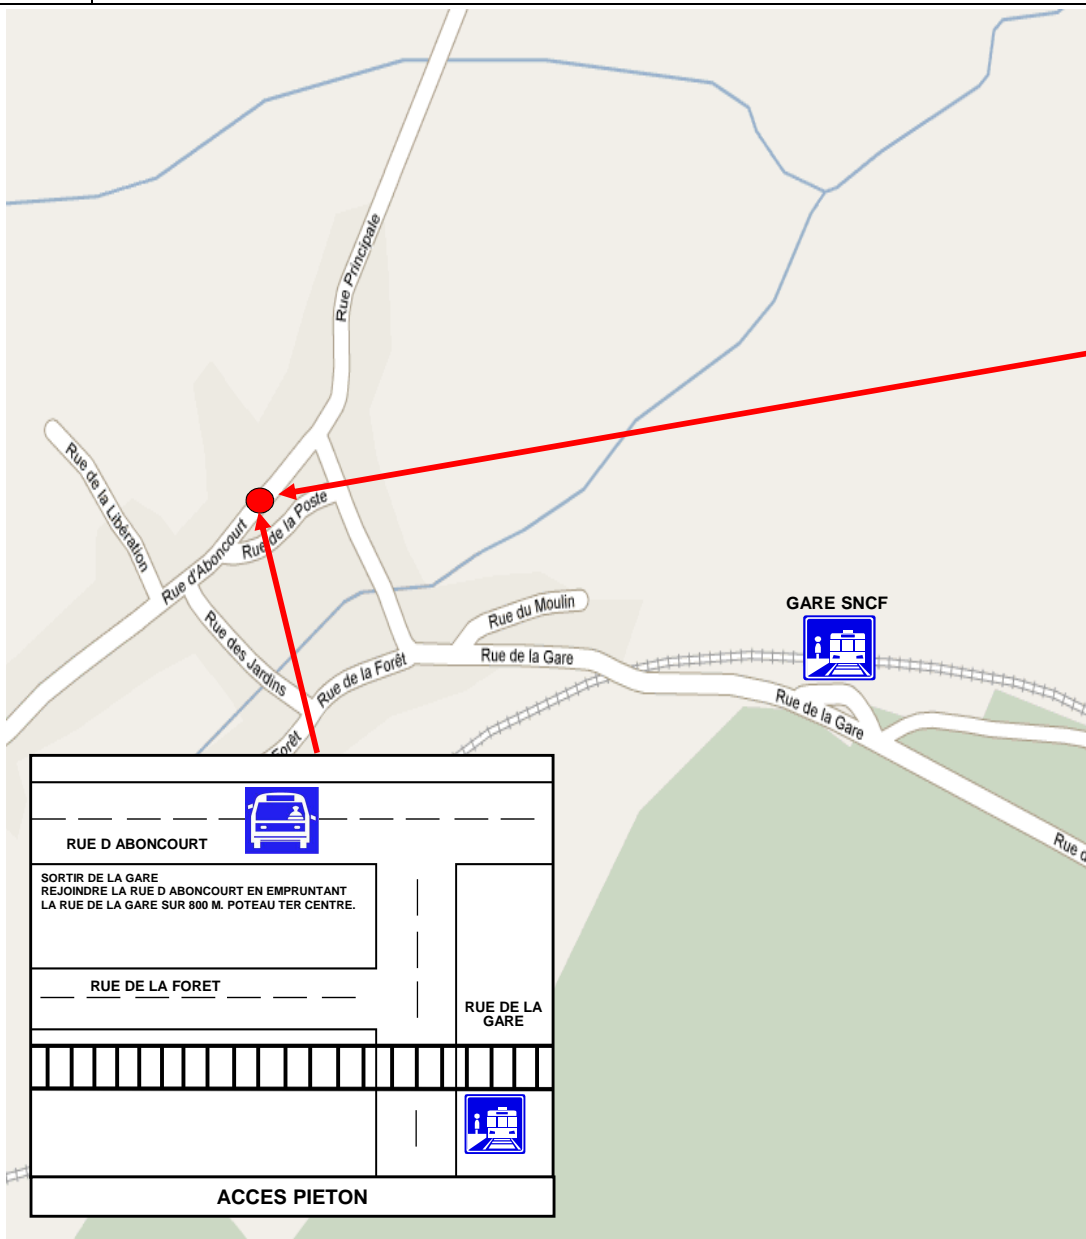 Rue Principale
Rue de la Libération
Rue d'Aboncourt
Rue de la Poste
Rue du Moulin
GARE SNCF
Rue des Jardins
Rue de la Forêt
Rue de la Gare
Rue de la Gare
Forêt
Rue d
RUE D ABONCOURT
SORTIR DE LA GARE
REJOINDRE LA RUE D ABONCOURT EN EMPRUNTANT
LA RUE DE LA GARE SUR 800 M. POTEAU TER CENTRE.
RUE DE LA FORET
RUE DE LA
GARE
ACCES PIETON